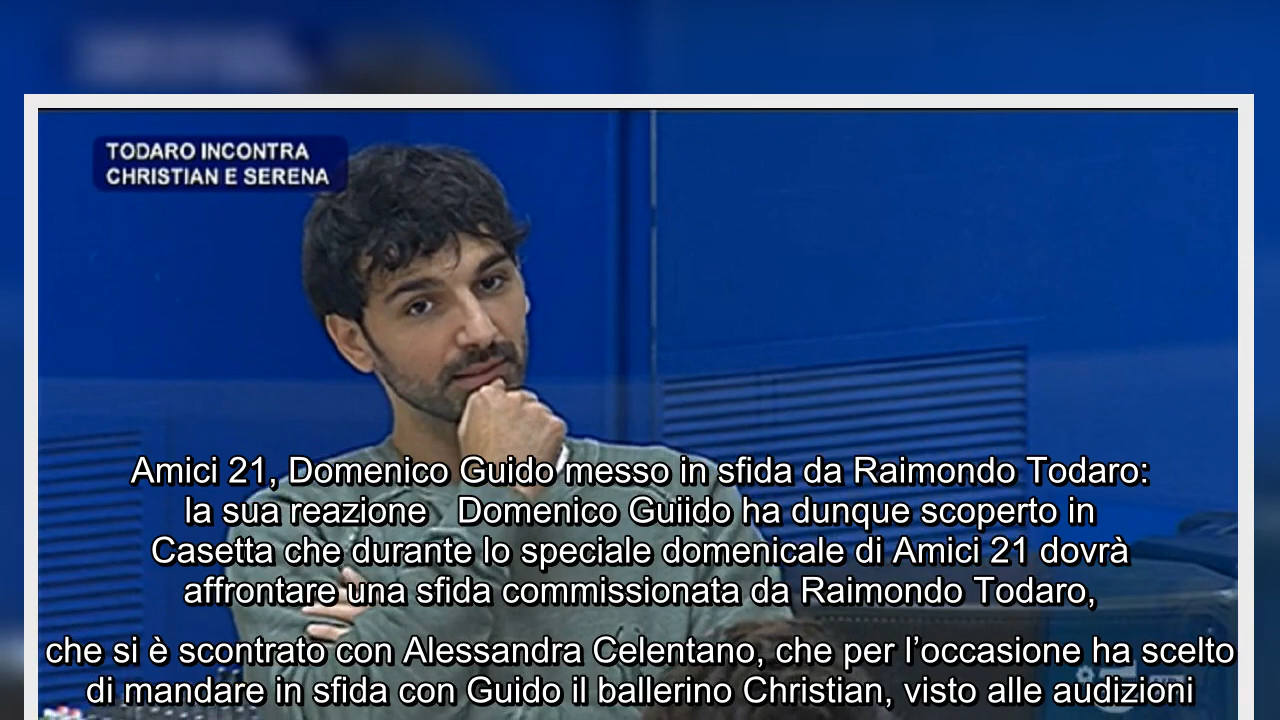 TODARO INCONTRA
CHRISTIAN E SERENA
Amici 21, Domenico Guido messo in sfida da Raimondo Todaro:
la sua reazione Domenico Guiido ha dunque scoperto in
Casetta che durante lo speciale domenicale di Amici 21 dovrà
affrontare una sfida commissionata da Raimondo Todaro,
che si è scontrato con Alessandra Celentano, che per l’occasione ha scelto
di mandare in sfida con Guido il ballerino Christian, visto alle audizioni